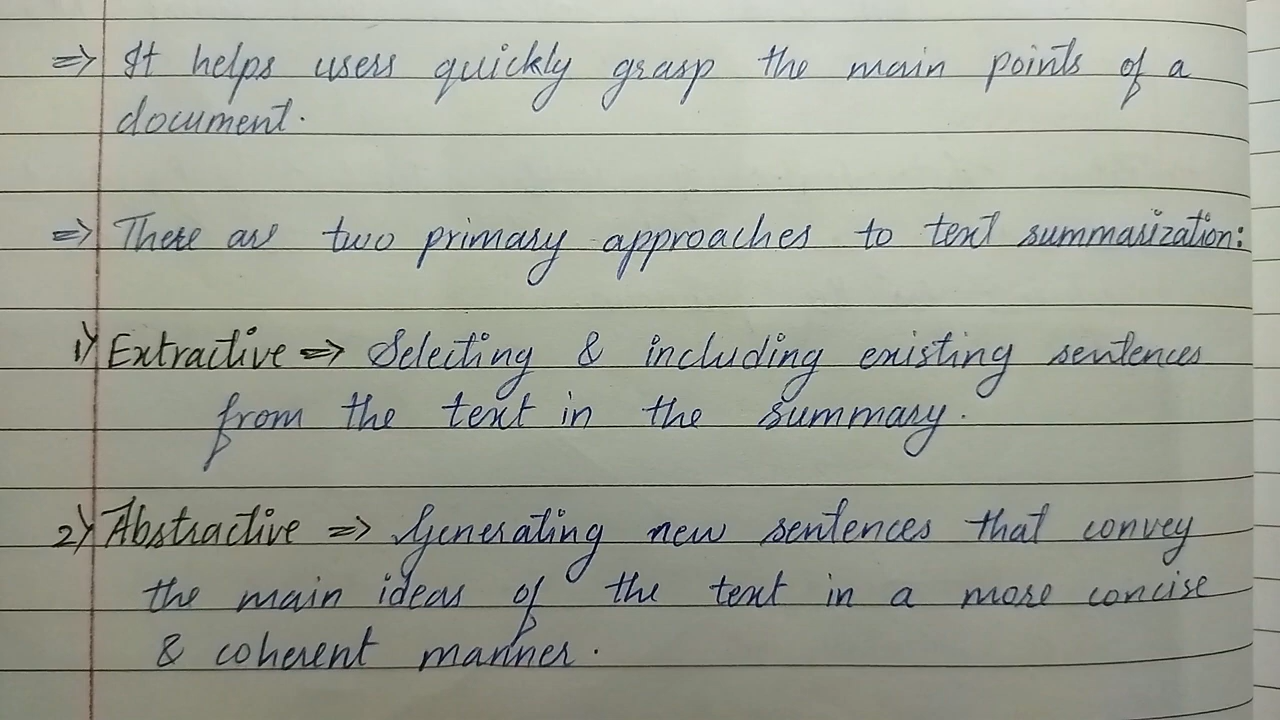 ⇒ It helps users quickly grasp the main points of a
document.
⇒ There are two primary approaches to text summarization:
1) Extractive ⇒ Selecting & including existing sentences
from the text in the summary.
2) Abstractive ⇒ Generating new sentences that convey
the main ideas of the text in a more concise
& coherent manner.